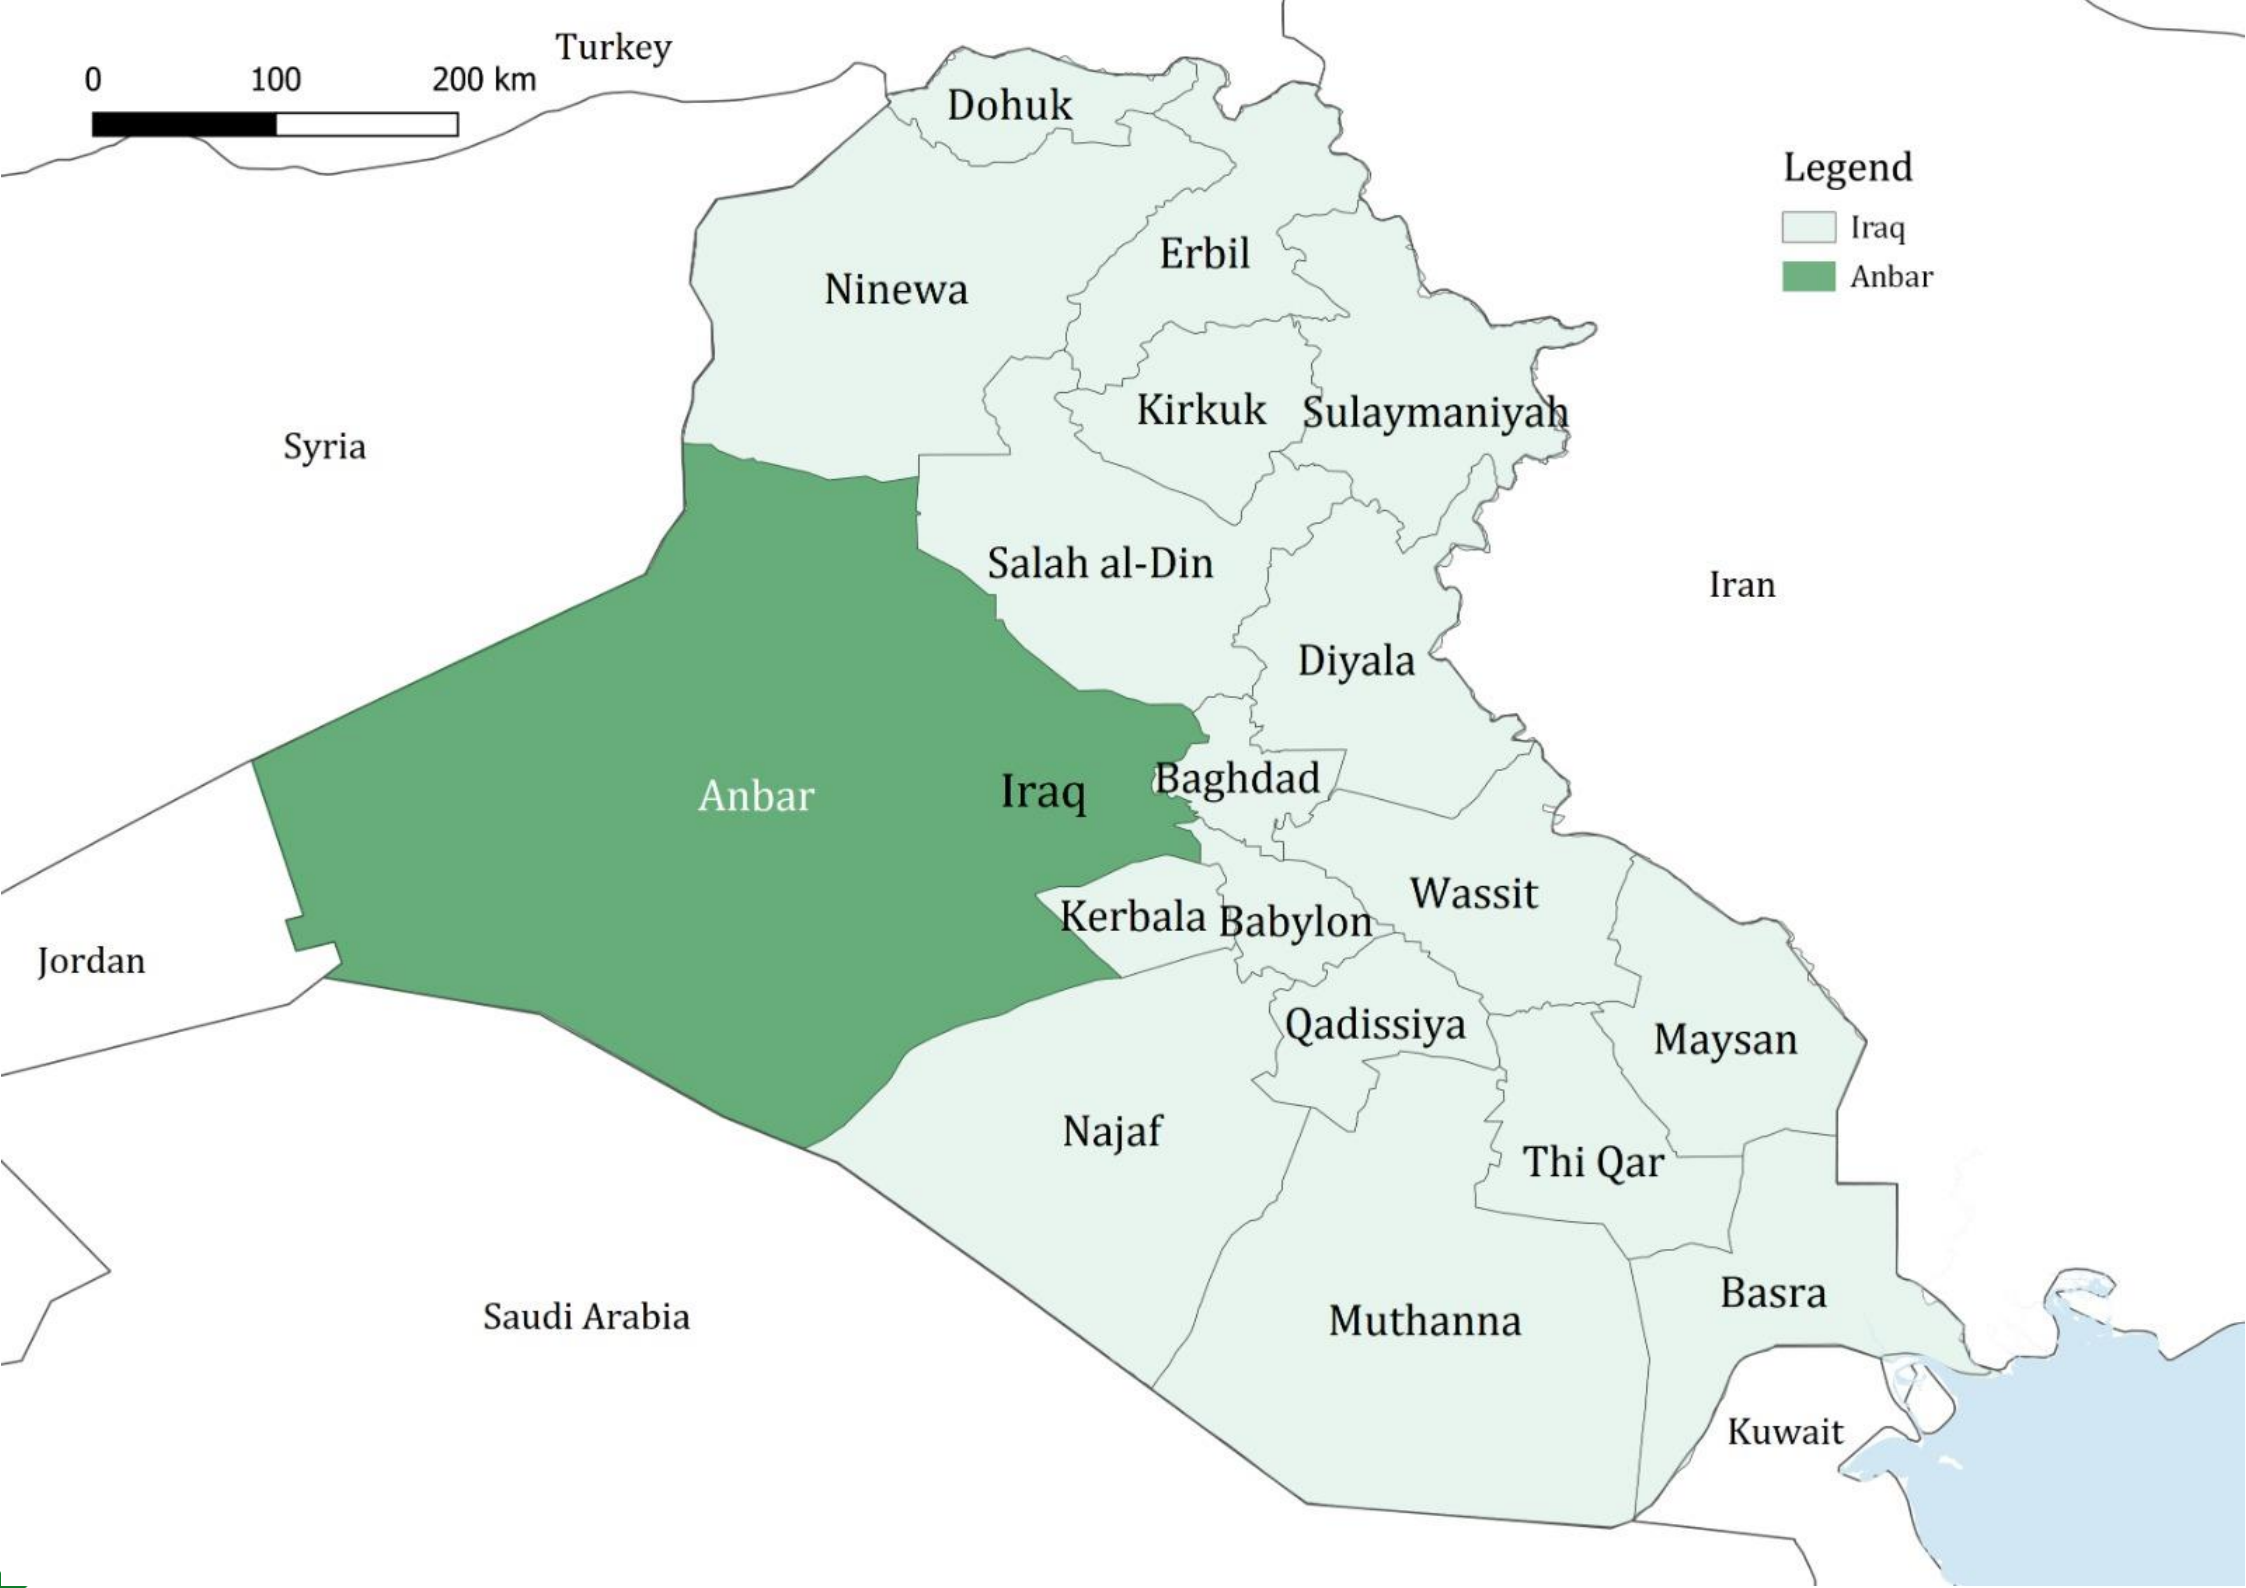 Turkey
0 100 200 km
Dohuk
Legend
Iraq
Anbar
Erbil
Ninewa
Kirkuk
Sulaymaniyah
Syria
Salah al-Din
Iran
Diyala
Baghdad
Anbar
Iraq
Wassit
Kerbala
Babylon
Jordan
Qadissiya
Maysan
Najaf
Thi Qar
Basra
Saudi Arabia
Muthanna
Kuwait